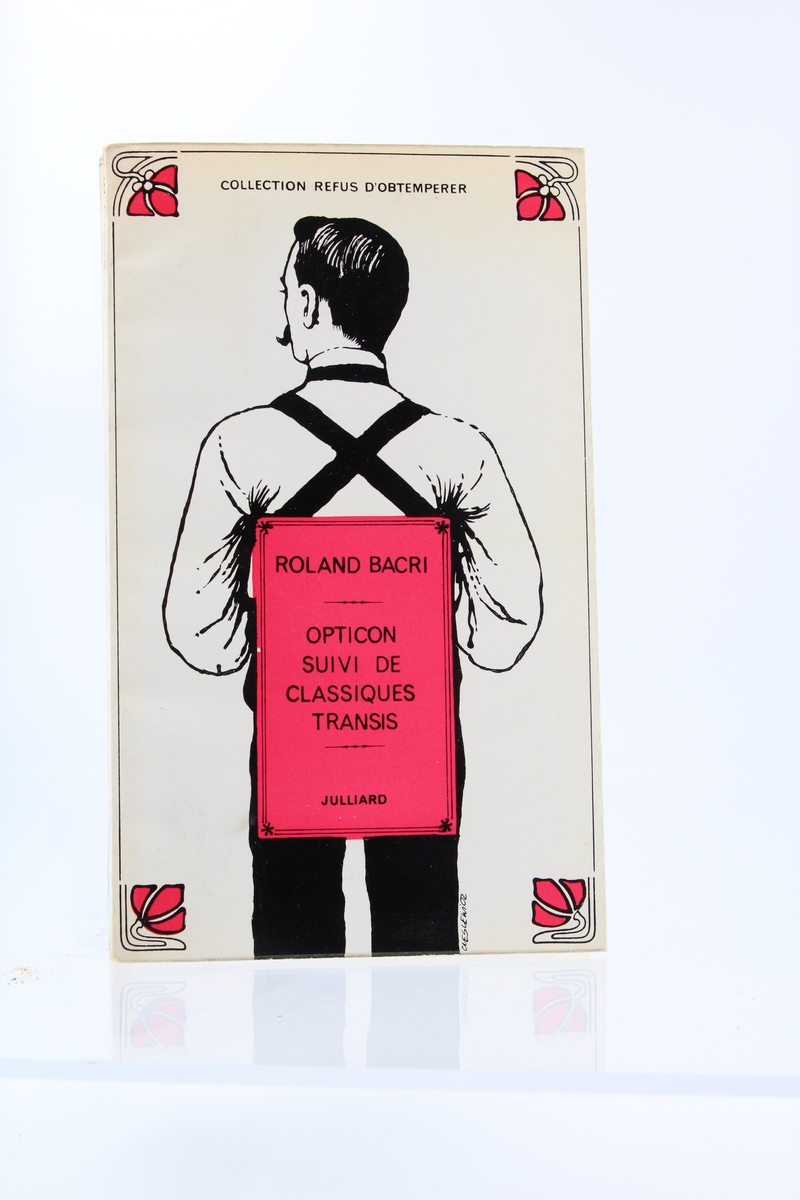 COLLECTION REFUS D'OBTEMPERER
ROLAND BACRI
OPTICON
SUIVI DE
CLASSIQUES
TRANSIS
JULLIARD